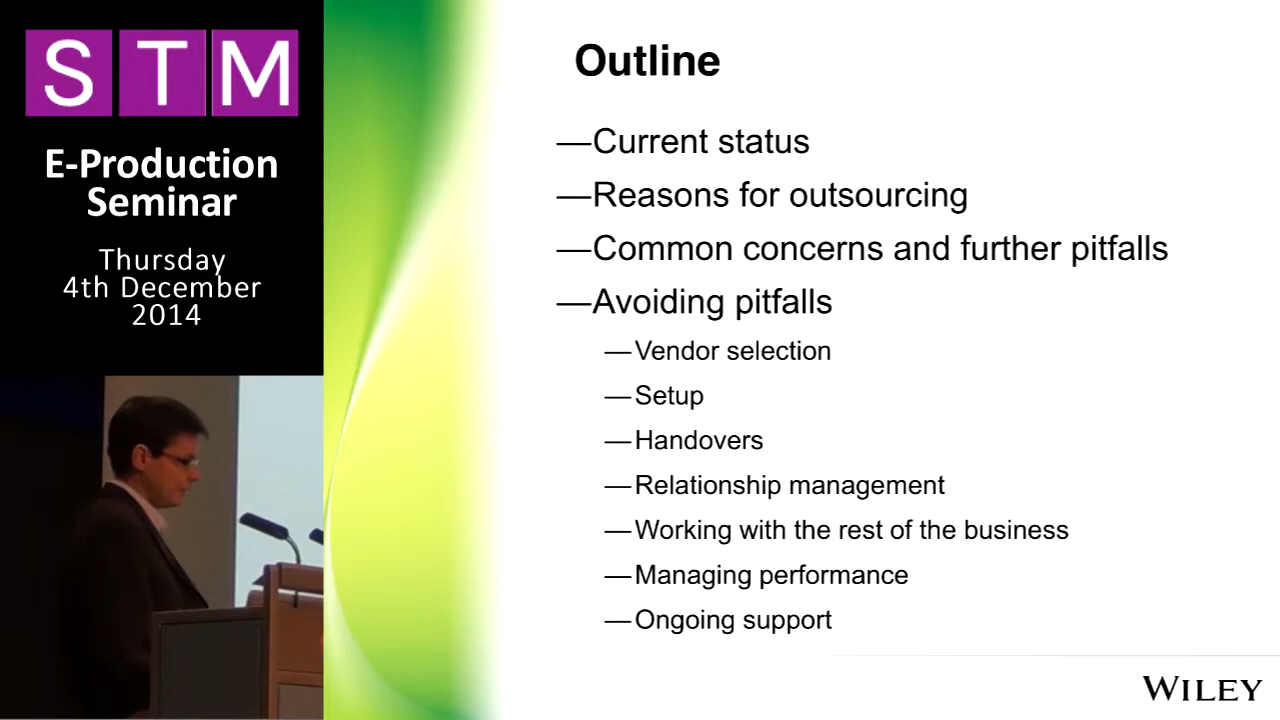 STM
E-Production
Seminar
Thursday
4th December
2014
Outline
—Current status
—Reasons for outsourcing
—Common concerns and further pitfalls
—Avoiding pitfalls
—Vendor selection
—Setup
—Handovers
—Relationship management
—Working with the rest of the business
—Managing performance
—Ongoing support
WILEY